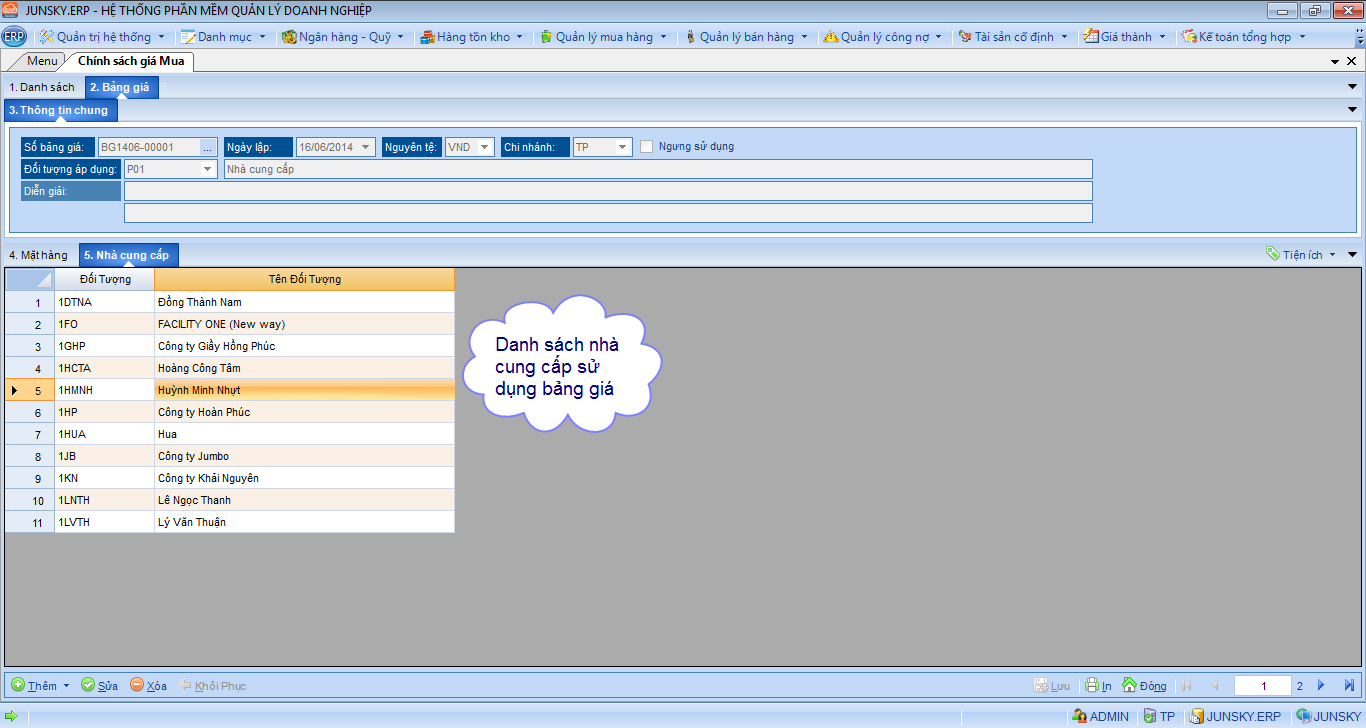 JUNSKY.ERP - HỆ THỐNG PHẦN MỀM QUẢN LÝ DOANH NGHIỆP
ERP Quản trị hệ thống Danh mục Ngân hàng - Quỹ Hàng tồn kho Quản lý mua hàng Quản lý bán hàng Quản lý công nợ Tài sản cố định Giá thành Kế toán tổng hợp
Menu Chính sách giá Mua
1. Danh sách 2. Bảng giá
3. Thông tin chung
Số bảng giá: BG1406-00001 ... Ngày lập: 16/06/2014 Nguyên tệ: VND Chi nhánh: TP Ngưng sử dụng
Đối tượng áp dụng: P01 Nhà cung cấp
Diễn giải:
4. Mặt hàng 5. Nhà cung cấp Tiện ích
Đối Tượng Tên Đối Tượng
1 1DTNA Đồng Thành Nam
2 1FO FACILITY ONE (New way)
3 1GHP Công ty Giấy Hồng Phúc
4 1HCTA Hoàng Công Tâm
5 1HMNH Huỳnh Minh Nhựt
6 1HP Công ty Hoàn Phúc
7 1HUA Hua
8 1JB Công ty Jumbo
9 1KN Công ty Khải Nguyên
10 1LNTH Lê Ngọc Thanh
11 1LVTH Lý Văn Thuận
Danh sách nhà
cung cấp sử
dụng bảng giá
Thêm Sửa Xóa Khôi Phục Lưu In Đóng 1 2
ADMIN TP JUNSKY.ERP JUNSKY